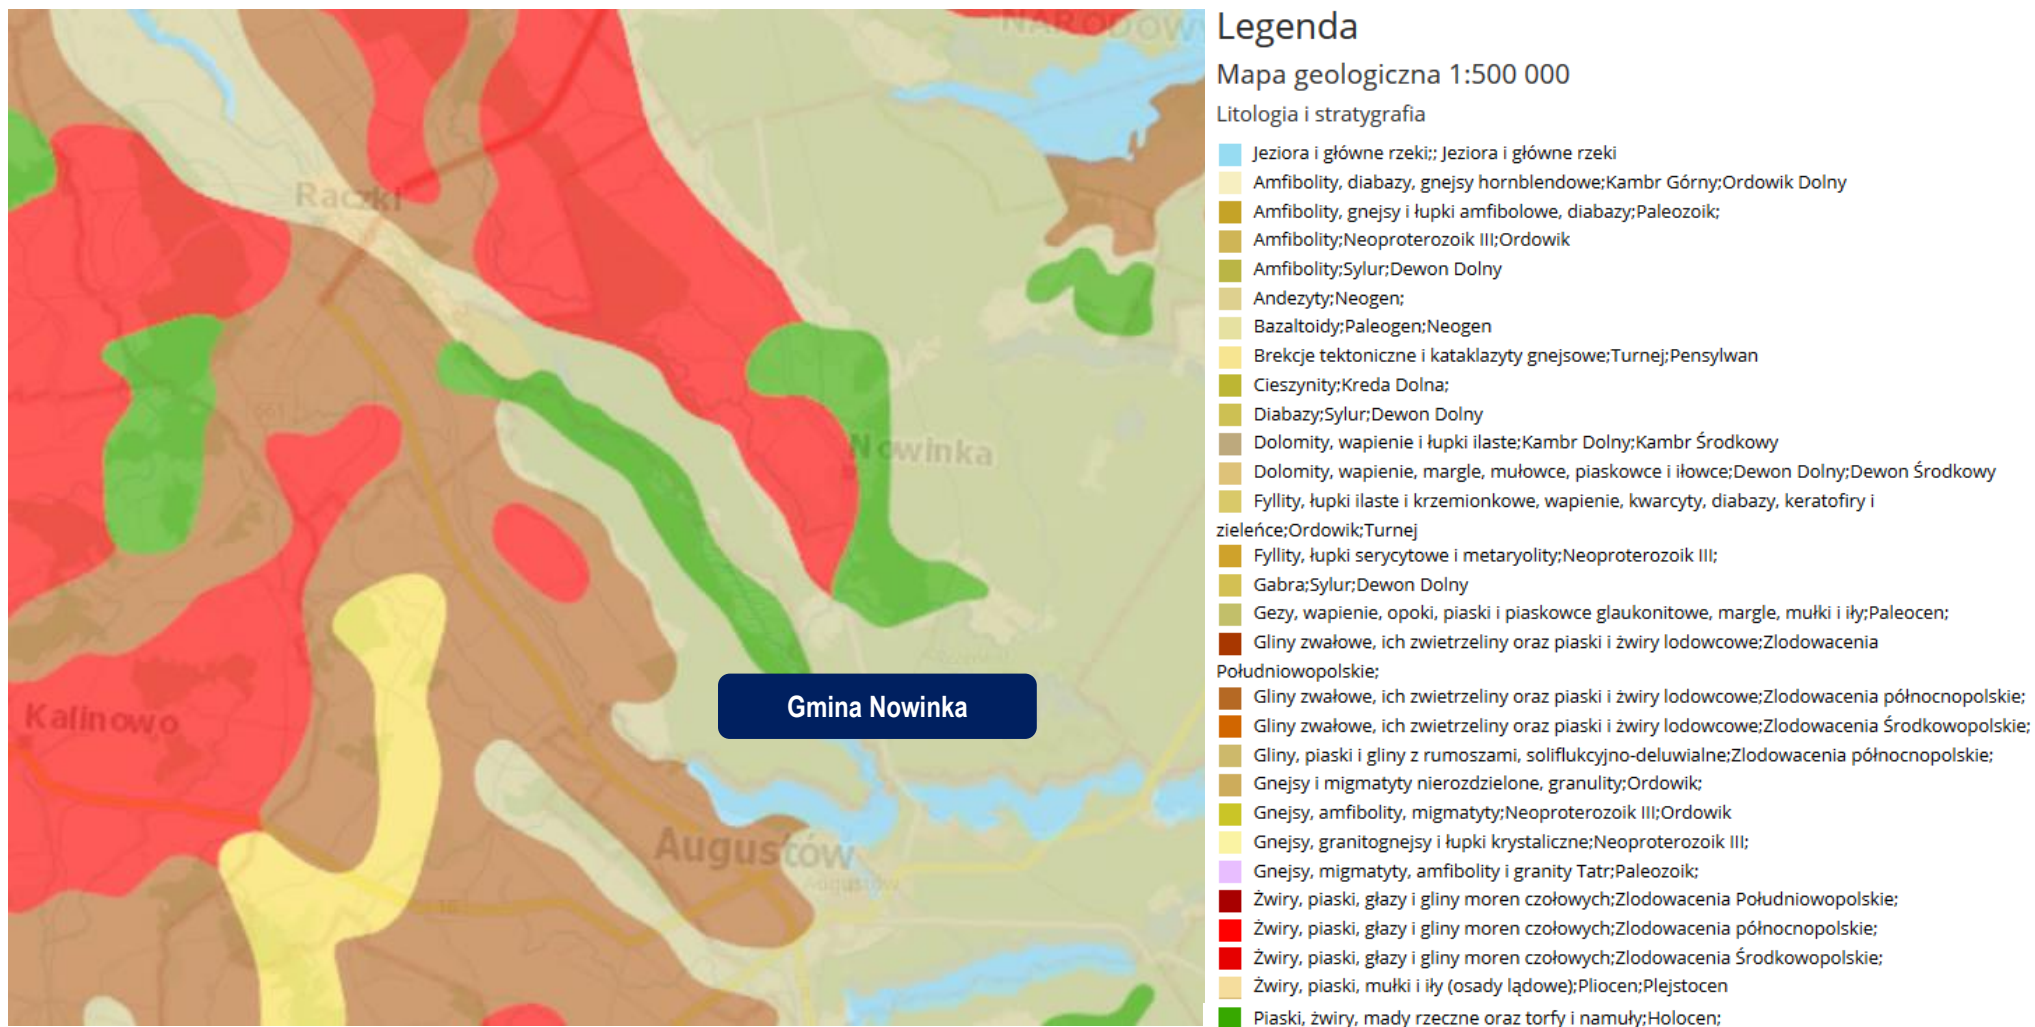 NARODOWY
Raczki
661
Nowinka
Gmina Nowinka
Kalinowo
Augustów
Augustów
16
Legenda
Mapa geologiczna 1:500 000
Litologia i stratygrafia
Jeziora i główne rzeki;; Jeziora i główne rzeki
Amfibolity, diabazy, gnejsy hornblendowe;Kambr Górny;Ordowik Dolny
Amfibolity, gnejsy i łupki amfibolowe, diabazy;Paleozoik;
Amfibolity;Neoproterozoik III;Ordowik
Amfibolity;Sylur;Dewon Dolny
Andezyty;Neogen;
Bazaltoidy;Paleogen;Neogen
Brekcje tektoniczne i kataklazyty gnejsowe;Turnej;Pensylwan
Cieszynity;Kreda Dolna;
Diabazy;Sylur;Dewon Dolny
Dolomity, wapienie i łupki ilaste;Kambr Dolny;Kambr Środkowy
Dolomity, wapienie, margle, mułowce, piaskowce i iłowce;Dewon Dolny;Dewon Środkowy
Fyllity, łupki ilaste i krzemionkowe, wapienie, kwarcyty, diabazy, keratofiry i
zieleńce;Ordowik;Turnej
Fyllity, łupki serycytowe i metaryolity;Neoproterozoik III;
Gabra;Sylur;Dewon Dolny
Gezy, wapienie, opoki, piaski i piaskowce glaukonitowe, margle, mułki i iły;Paleocen;
Gliny zwałowe, ich zwietrzeliny oraz piaski i żwiry lodowcowe;Zlodowacenia
Południowopolskie;
Gliny zwałowe, ich zwietrzeliny oraz piaski i żwiry lodowcowe;Zlodowacenia północnopolskie;
Gliny zwałowe, ich zwietrzeliny oraz piaski i żwiry lodowcowe;Zlodowacenia Środkowopolskie;
Gliny, piaski i gliny z rumoszami, soliflukcyjno-deluwialne;Zlodowacenia północnopolskie;
Gnejsy i migmatyty nierozdzielone, granulity;Ordowik;
Gnejsy, amfibolity, migmatyty;Neoproterozoik III;Ordowik
Gnejsy, granitognejsy i łupki krystaliczne;Neoproterozoik III;
Gnejsy, migmatyty, amfibolity i granity Tatr;Paleozoik;
Żwiry, piaski, głazy i gliny moren czołowych;Zlodowacenia Południowopolskie;
Żwiry, piaski, głazy i gliny moren czołowych;Zlodowacenia północnopolskie;
Żwiry, piaski, głazy i gliny moren czołowych;Zlodowacenia Środkowopolskie;
Żwiry, piaski, mułki i iły (osady lądowe);Pliocen;Plejstocen
Piaski, żwiry, mady rzeczne oraz torfy i namuły;Holocen;